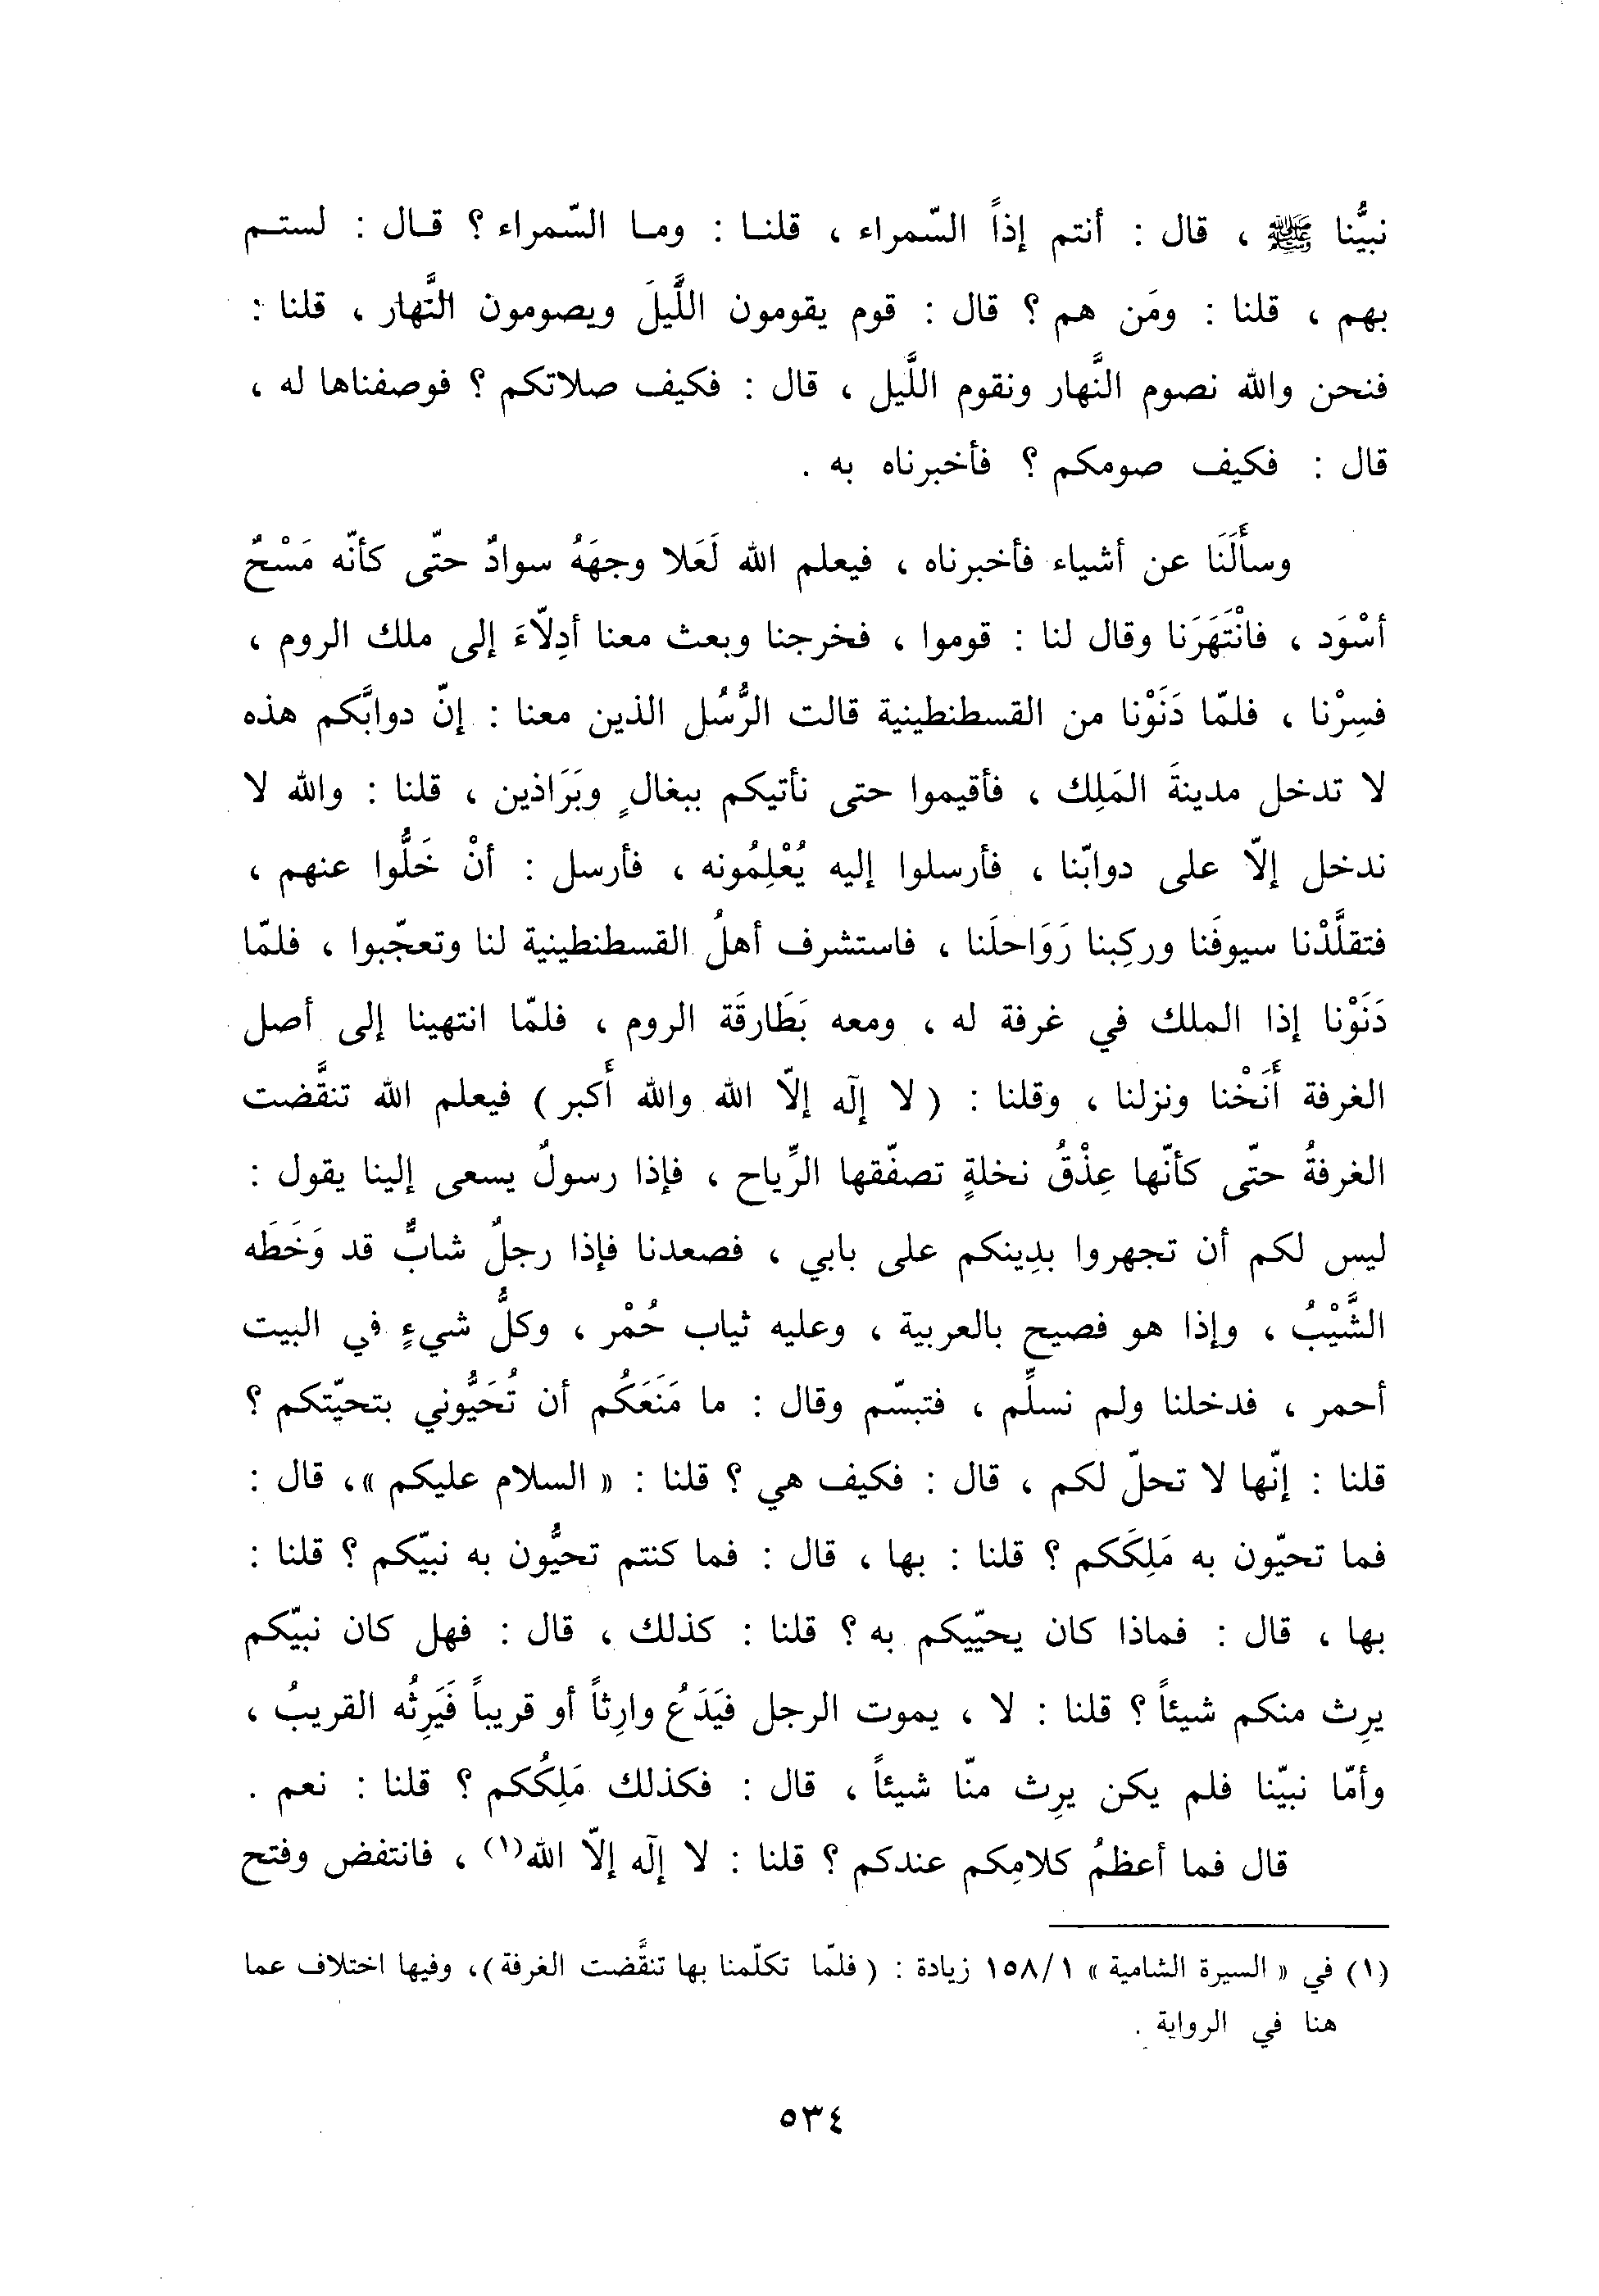 نبيُّنا ﷺ ، قال : أنتم إذاً السّمراء ، قلنـا : ومـا السّمراء ؟ قـال : لستـم
بهم ، قلنا : ومَن هم ؟ قال : قوم يقومون اللَّيلَ ويصومون النَّهار ، قلنا :
فنحن والله نصوم النَّهار ونقوم اللَّيل ، قال : فكيف صلاتكم ؟ فوصفناها له ،
قال : فكيف صومكم ؟ فأخبرناه به .
وسأَلَنَا عن أشياء فأخبرناه ، فيعلم الله لَعَلا وجهَهُ سوادٌ حتّى كأنّه مَسْحٌ
أسْوَد ، فانْتَهَرَنا وقال لنا : قوموا ، فخرجنا وبعث معنا أدِلّاءَ إلى ملك الروم ،
فسِرْنا ، فلمّا دَنَوْنا من القسطنطينية قالت الرُّسُل الذين معنا : إنّ دوابَّكم هذه
لا تدخل مدينةَ المَلِك ، فأقيموا حتى نأتيكم ببغالٍ وبَرَاذين ، قلنا : والله لا
ندخل إلّا على دوابّنا ، فأرسلوا إليه يُعْلِمُونه ، فأرسل : أنْ خَلُّوا عنهم ،
فتقلَّدْنا سيوفَنا وركِبنا رَوَاحلَنا ، فاستشرف أهلُ القسطنطينية لنا وتعجّبوا ، فلمّا
دَنَوْنا إذا الملك في غرفة له ، ومعه بَطَارقَة الروم ، فلمّا انتهينا إلى أصل
الغرفة أَنَخْنا ونزلنا ، وقلنا : ( لا إلٓه إلّا الله والله أكبر ) فيعلم الله تنقَّضت
الغرفةُ حتّى كأنّها عِذْقُ نخلةٍ تصفّقها الرِّياح ، فإذا رسولٌ يسعى إلينا يقول :
ليس لكم أن تجهروا بدِينكم على بابي ، فصعدنا فإذا رجلٌ شابٌّ قد وَخَطَه
الشَّيْبُ ، وإذا هو فصيح بالعربية ، وعليه ثياب حُمْر ، وكلُّ شيءٍ في البيت
أحمر ، فدخلنا ولم نسلِّم ، فتبسّم وقال : ما مَنَعَكُم أن تُحَيُّوني بتحيّتكم ؟
قلنا : إنّها لا تحلّ لكم ، قال : فكيف هي ؟ قلنا : « السلام عليكم »، قال :
فما تحيّون به مَلِكَكم ؟ قلنا : بها ، قال : فما كنتم تحيُّون به نبيّكم ؟ قلنا :
بها ، قال : فماذا كان يحيّيكم به ؟ قلنا : كذلك ، قال : فهل كان نبيّكم
يرِث منكم شيئاً ؟ قلنا : لا ، يموت الرجل فيَدَعُ وارِثاً أو قريباً فَيَرِثُه القريبُ ،
وأمّا نبيّنا فلم يكن يرِث منّا شيئاً ، قال : فكذلك مَلِكُكم ؟ قلنا : نعم .
قال فما أعظمُ كلامِكم عندكم ؟ قلنا : لا إلٓه إلّا الله(١) ، فانتفض وفتح
(١) في « السيرة الشامية » ١٥٨/١ زيادة : ( فلمّا تكلّمنا بها تنقَّضت الغرفة )، وفيها اختلاف عما
هنا في الرواية .
٥٣٤